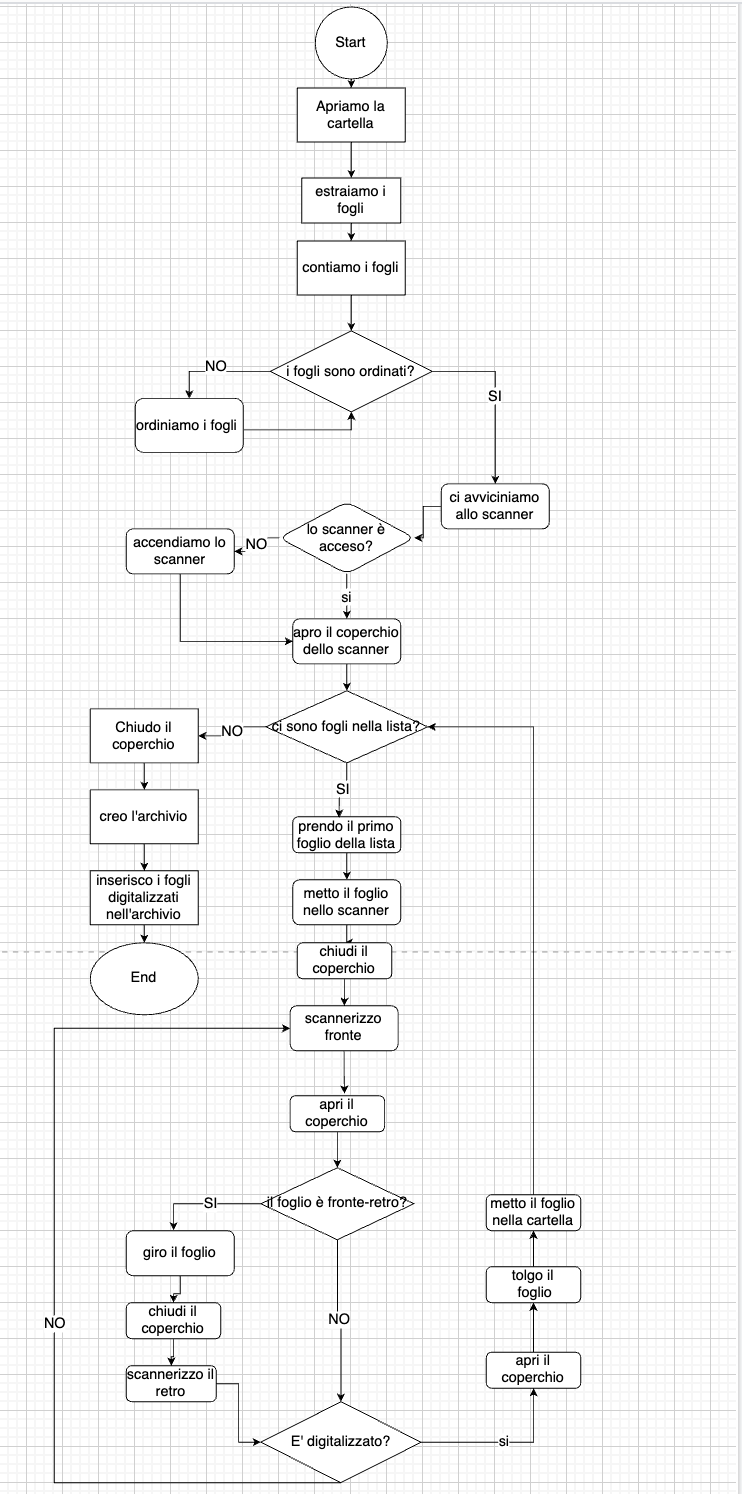 Start
Apriamo la
cartella
estraiamo i
fogli
contiamo i fogli
i fogli sono ordinati?
NO
SI
ordiniamo i fogli
ci avviciniamo
allo scanner
lo scanner è
acceso?
NO
accendiamo lo
scanner
si
apro il coperchio
dello scanner
ci sono fogli nella lista?
NO
Chiudo il
coperchio
creo l'archivio
inserisco i fogli
digitalizzati
nell'archivio
End
SI
prendo il primo
foglio della lista
metto il foglio
nello scanner
chiudi il
coperchio
scannerizzo
fronte
apri il
coperchio
il foglio è fronte-retro?
SI
giro il foglio
chiudi il
coperchio
scannerizzo il
retro
NO
E' digitalizzato?
NO
si
apri il
coperchio
tolgo il
foglio
metto il foglio
nella cartella